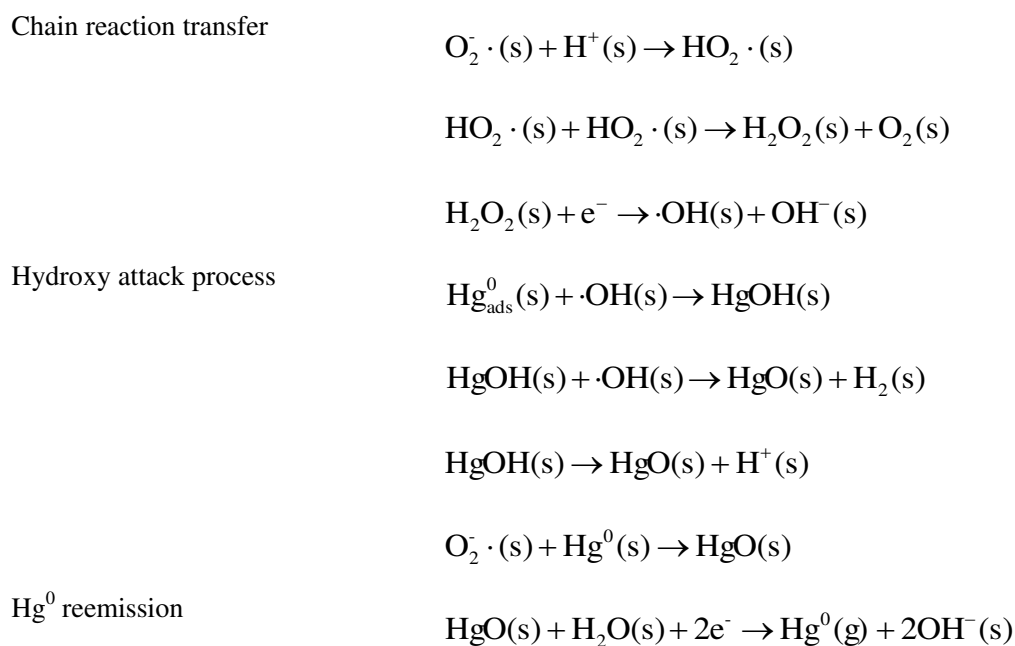 Chain reaction transfer
O₂⁻·(s) + H⁺(s) → HO₂·(s)
HO₂·(s) + HO₂·(s) → H₂O₂(s) + O₂(s)
H₂O₂(s) + e⁻ → ·OH(s) + OH⁻(s)
Hydroxy attack process
Hg⁰ₐdₛ(s) + ·OH(s) → HgOH(s)
HgOH(s) + ·OH(s) → HgO(s) + H₂(s)
HgOH(s) → HgO(s) + H⁺(s)
O₂⁻·(s) + Hg⁰(s) → HgO(s)
Hg⁰ reemission
HgO(s) + H₂O(s) + 2e⁻ → Hg⁰(g) + 2OH⁻(s)